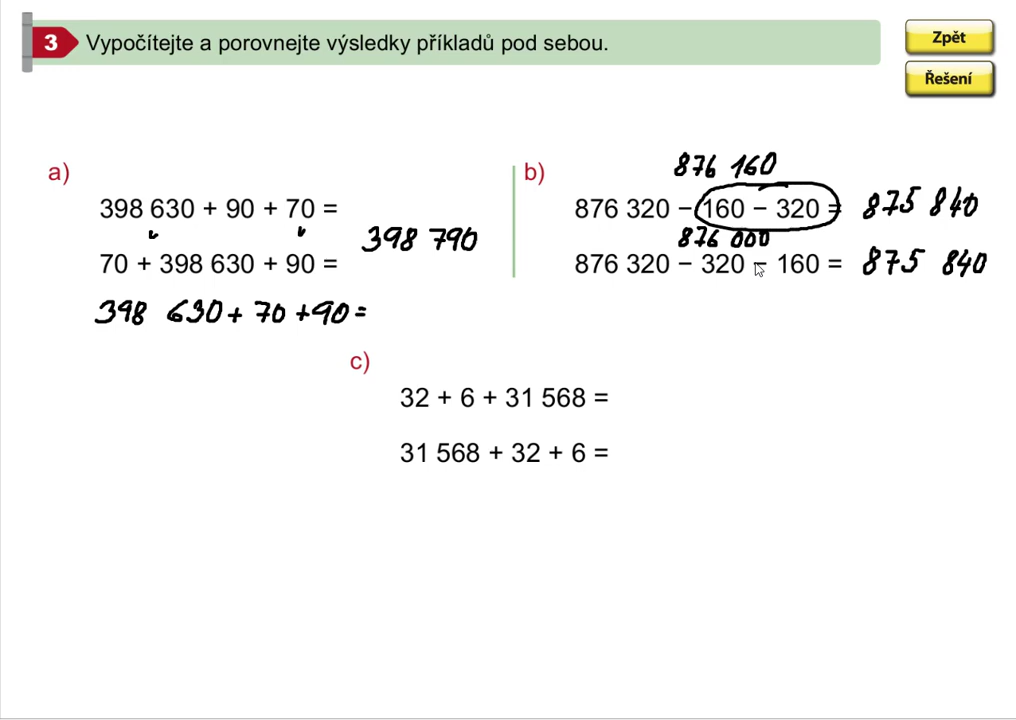 3 Vypočítejte a porovnejte výsledky příkladů pod sebou.
Zpět
Řešení
a)
398 630 + 90 + 70 =
398 790
70 + 398 630 + 90 =
398 630 + 70 + 90 =
b)
876 160
876 320 − 160 − 320 = 875 840
876 000
876 320 − 320 − 160 = 875 840
c)
32 + 6 + 31 568 =
31 568 + 32 + 6 =